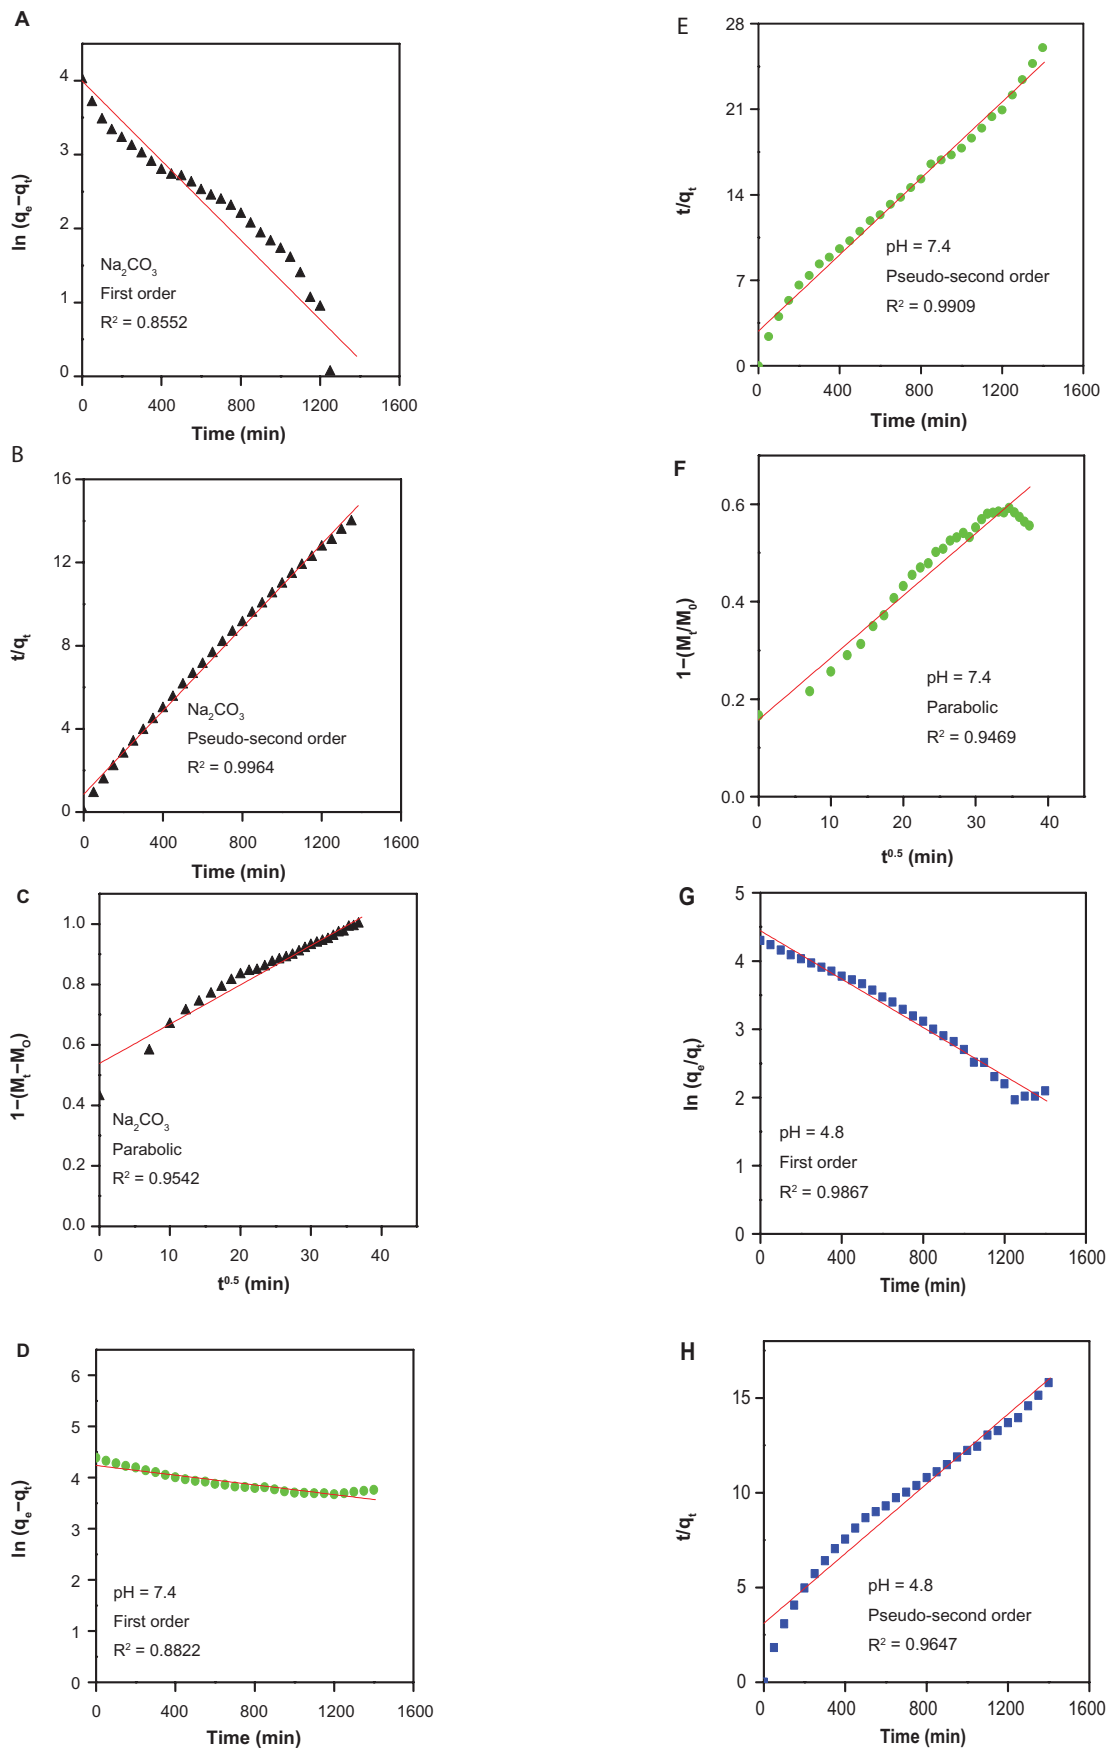 A
ln (qₑ−qₜ)
4
3
2
1
0
Na₂CO₃
First order
R² = 0.8552
0 400 800 1200 1600
Time (min)
B
t/qₜ
16
12
8
4
0
Na₂CO₃
Pseudo-second order
R² = 0.9964
0 400 800 1200 1600
Time (min)
C
1−(Mₜ−M_O)
1.0
0.8
0.6
0.4
0.2
0.0
Na₂CO₃
Parabolic
R² = 0.9542
0 10 20 30 40
t⁰·⁵ (min)
D
ln (qₑ−qₜ)
6
5
4
3
2
1
0
pH = 7.4
First order
R² = 0.8822
0 400 800 1200 1600
Time (min)
E
t/qₜ
28
21
14
7
0
pH = 7.4
Pseudo-second order
R² = 0.9909
0 400 800 1200 1600
Time (min)
F
1−(Mₜ/M₀)
0.6
0.4
0.2
0.0
pH = 7.4
Parabolic
R² = 0.9469
0 10 20 30 40
t⁰·⁵ (min)
G
ln (qₑ/qₜ)
5
4
3
2
1
0
pH = 4.8
First order
R² = 0.9867
0 400 800 1200 1600
Time (min)
H
t/qₜ
15
10
5
0
pH = 4.8
Pseudo-second order
R² = 0.9647
0 400 800 1200 1600
Time (min)